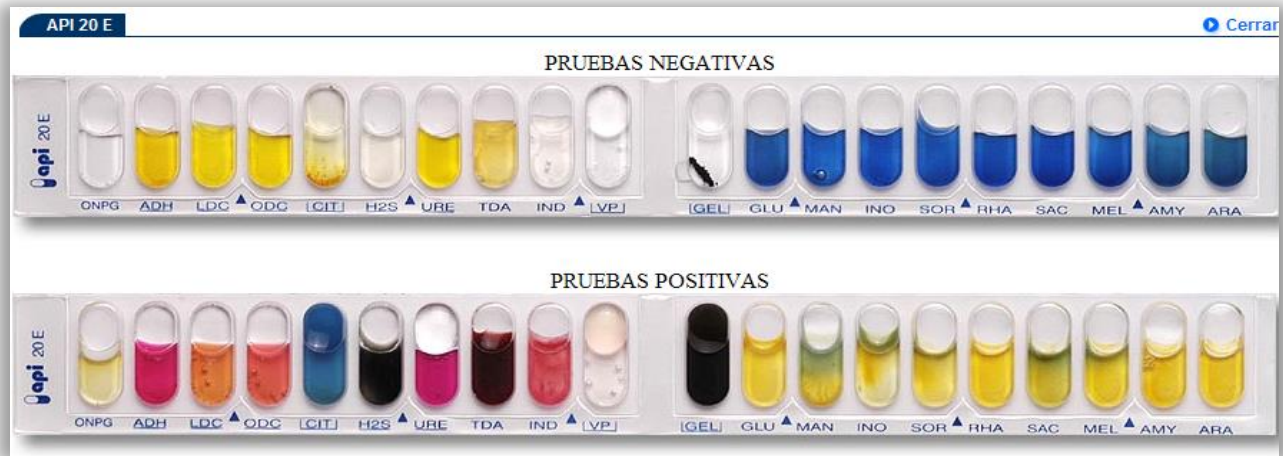 API 20 E
Cerrar
PRUEBAS NEGATIVAS
api 20 E
ONPG ADH LDC ODC CIT H2S URE TDA IND VP GEL GLU MAN INO SOR RHA SAC MEL AMY ARA
PRUEBAS POSITIVAS
api 20 E
ONPG ADH LDC ODC CIT H2S URE TDA IND VP GEL GLU MAN INO SOR RHA SAC MEL AMY ARA